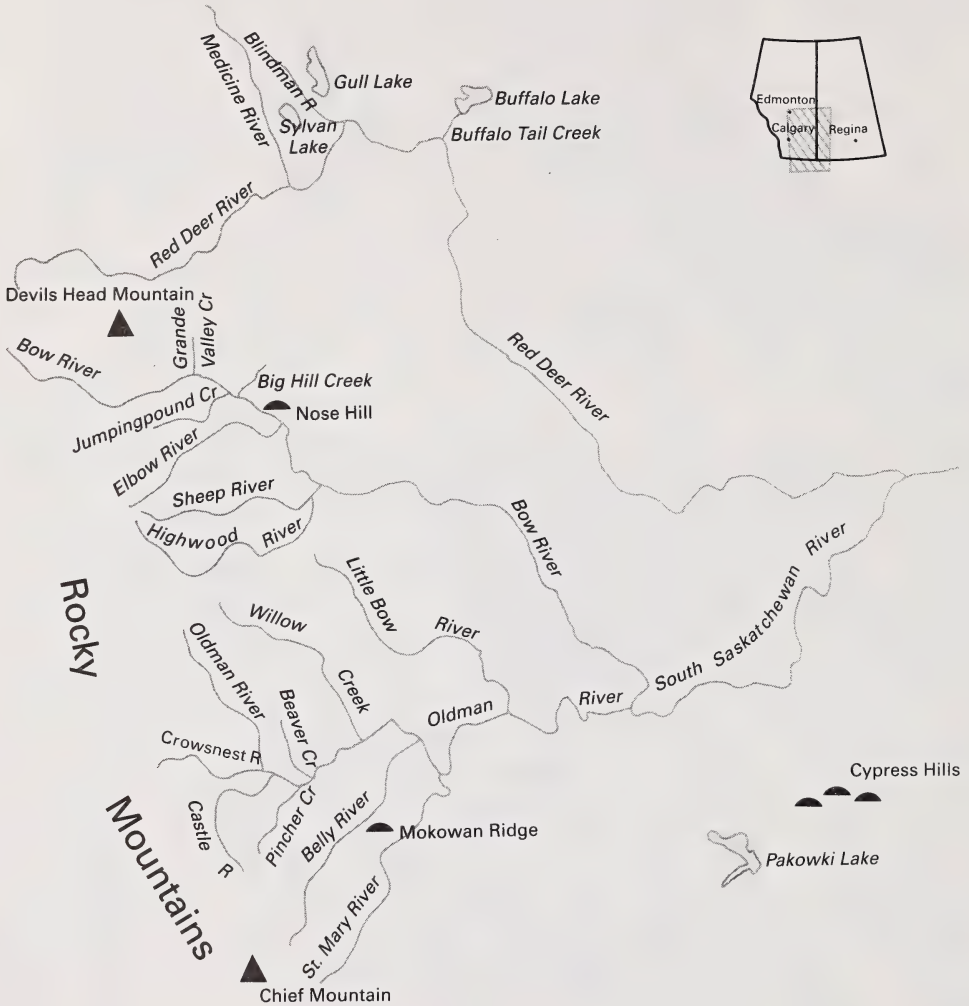 Medicine River
Blindman R
Gull Lake
Sylvan
Lake
Buffalo Lake
Buffalo Tail Creek
Edmonton
Calgary
Regina
Red Deer River
Devils Head Mountain
Grande
Valley Cr
Bow River
Big Hill Creek
Nose Hill
Jumpingpound Cr
Red Deer River
Elbow River
Sheep River
Highwood River
Bow River
Little Bow River
South Saskatchewan River
Rocky
Mountains
Willow Creek
Oldman River
Beaver Cr
Oldman River
Crowsnest R
Castle R
Pincher Cr
Belly River
Mokowan Ridge
Cypress Hills
Pakowki Lake
St. Mary River
Chief Mountain